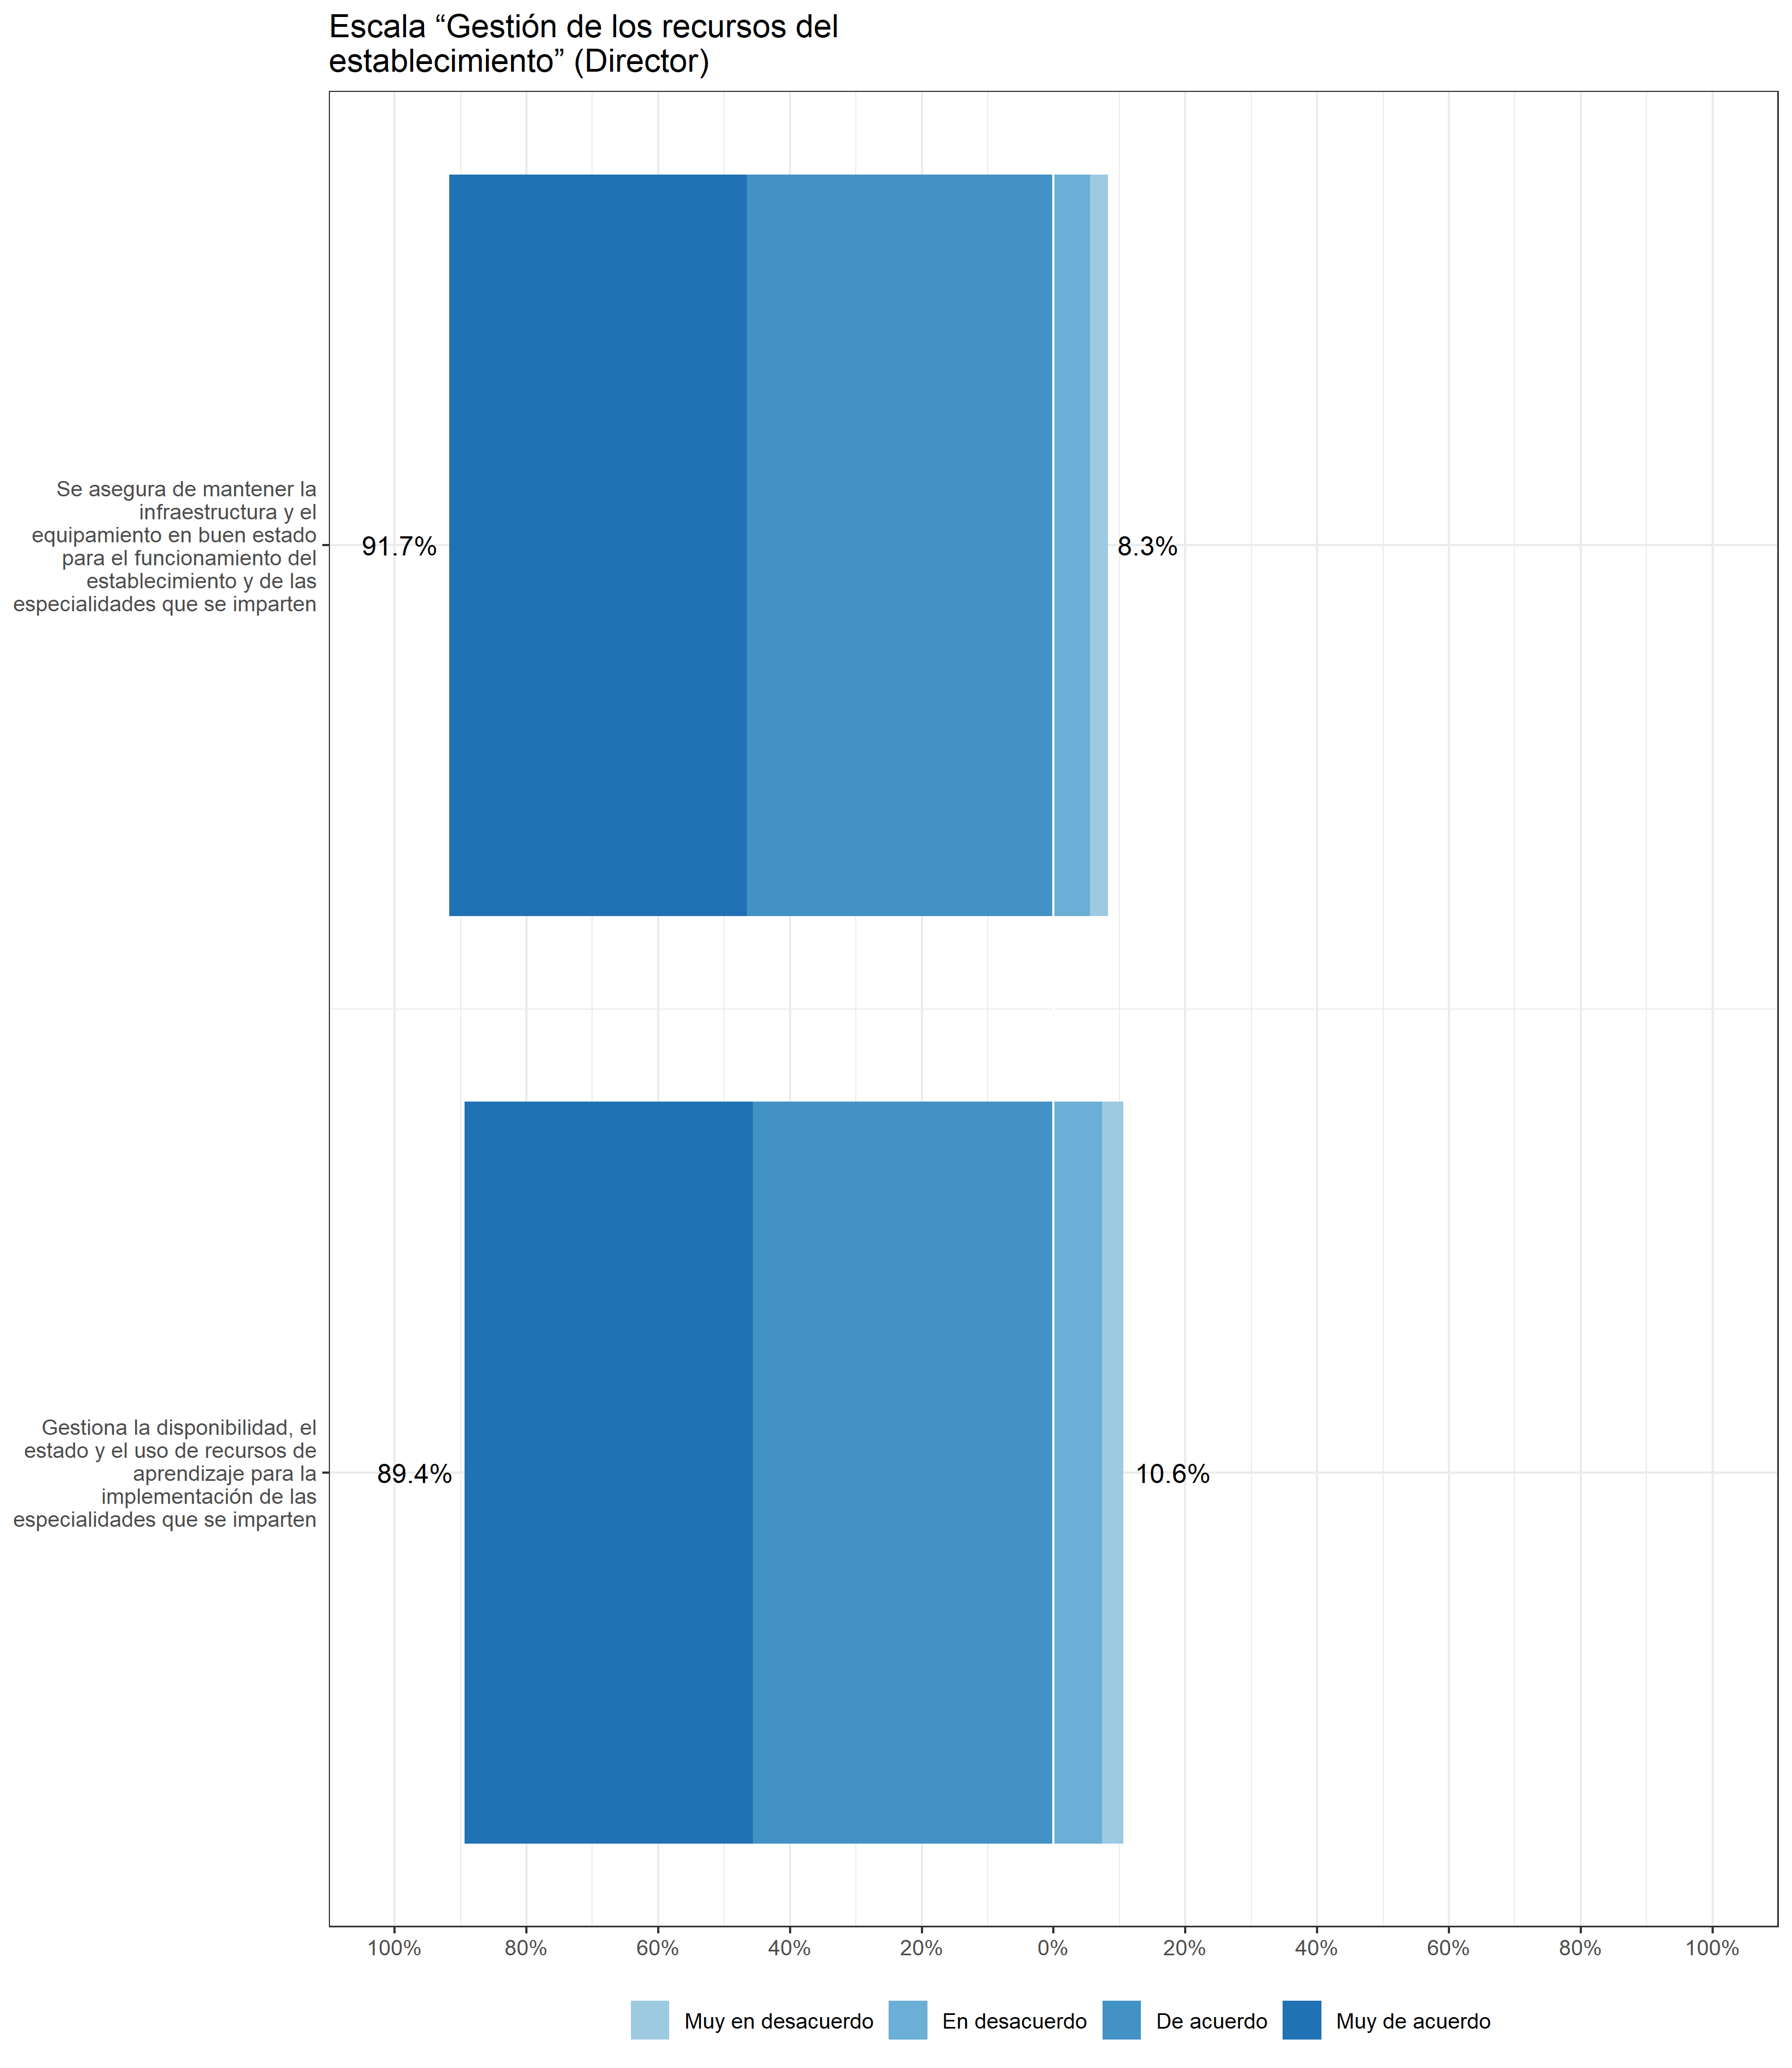 Escala “Gestión de los recursos del
establecimiento” (Director)
Se asegura de mantener la
infraestructura y el
equipamiento en buen estado
para el funcionamiento del
establecimiento y de las
especialidades que se imparten
91.7%
8.3%
Gestiona la disponibilidad, el
estado y el uso de recursos de
aprendizaje para la
implementación de las
especialidades que se imparten
89.4%
10.6%
100% 80% 60% 40% 20% 0% 20% 40% 60% 80% 100%
Muy en desacuerdo En desacuerdo De acuerdo Muy de acuerdo